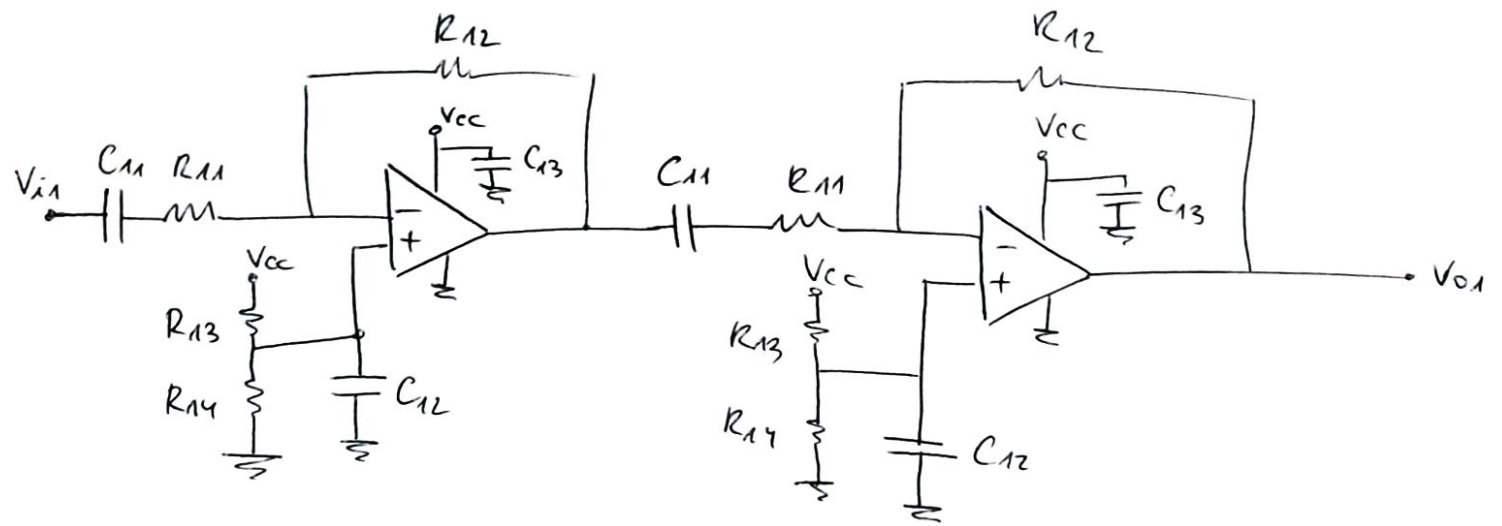 R12
R12
Vcc
Vcc
C11 R11
C13
C11
R11
C13
Vi1
−
+
Vcc
−
+
Vcc
Vo1
R13
R13
R14
C12
R14
C12